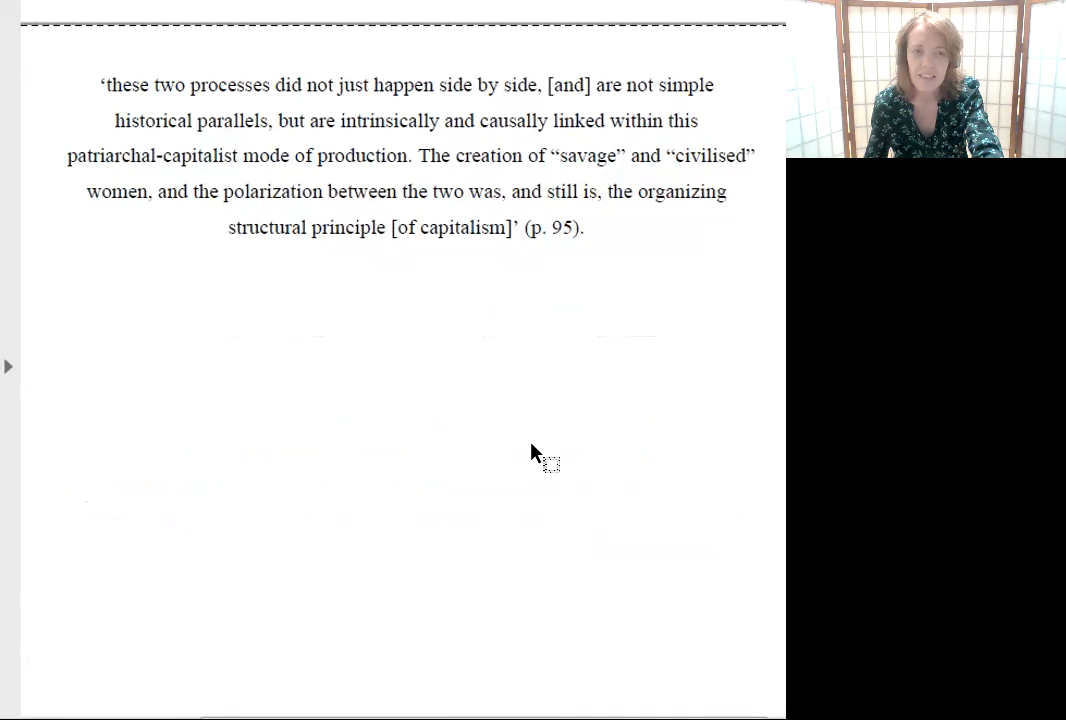 ‘these two processes did not just happen side by side, [and] are not simple
historical parallels, but are intrinsically and causally linked within this
patriarchal-capitalist mode of production. The creation of “savage” and “civilised”
women, and the polarization between the two was, and still is, the organizing
structural principle [of capitalism]’ (p. 95).